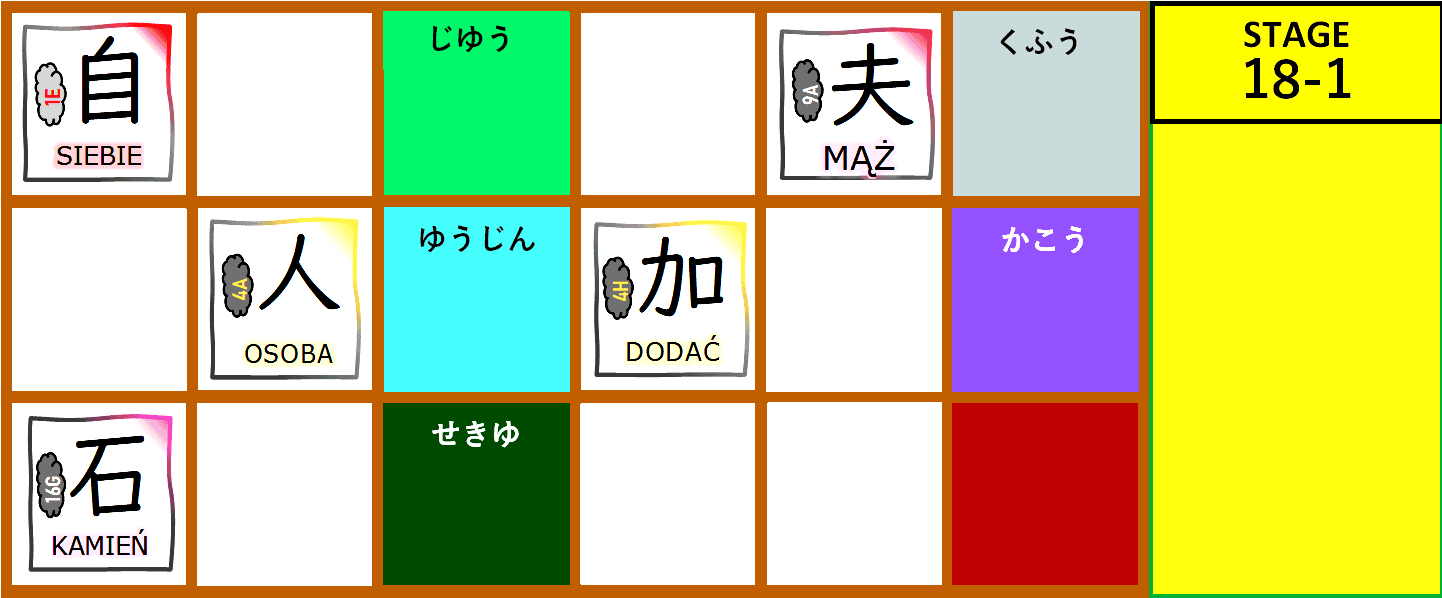 1E 自
SIEBIE
じゆう
9A 夫
MĄŻ
くふう
STAGE
18-1
4A 人
OSOBA
ゆうじん
4H 加
DODAĆ
かこう
16G 石
KAMIEŃ
せきゆ